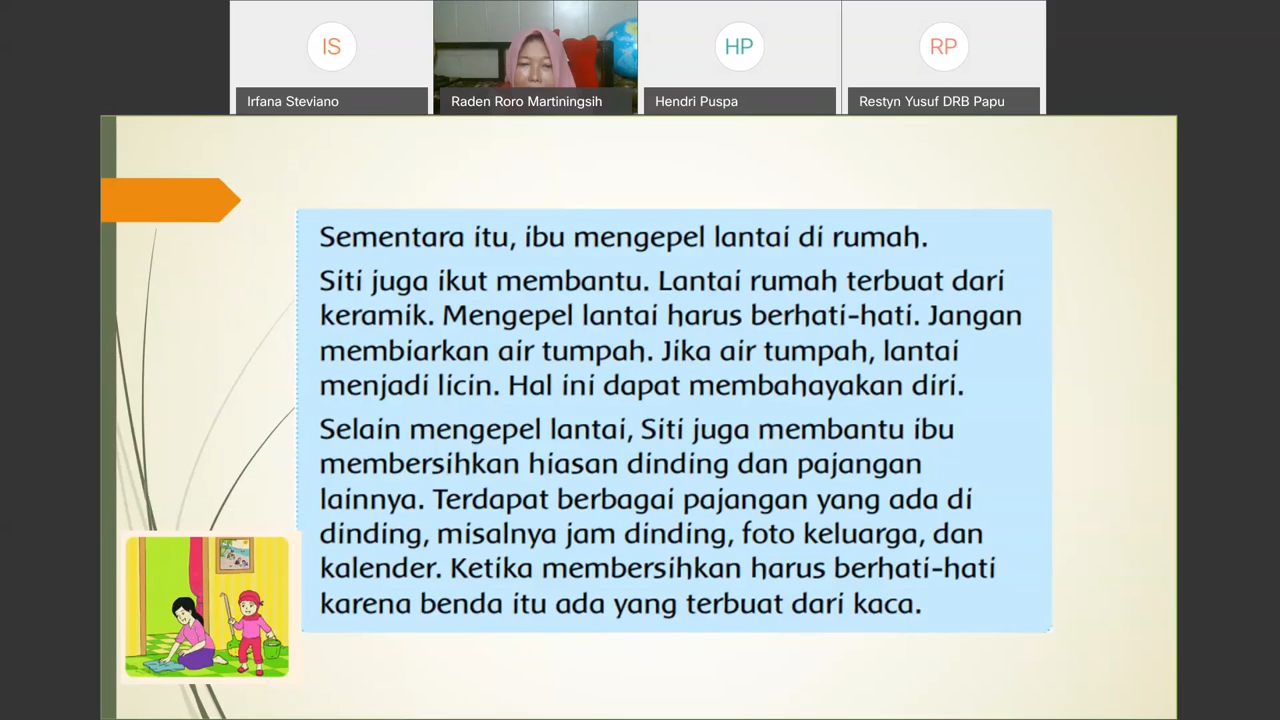 IS
HP
RP
Irfana Steviano
Raden Roro Martiningsih
Hendri Puspa
Restyn Yusuf DRB Papu
Sementara itu, ibu mengepel lantai di rumah.
Siti juga ikut membantu. Lantai rumah terbuat dari
keramik. Mengepel lantai harus berhati-hati. Jangan
membiarkan air tumpah. Jika air tumpah, lantai
menjadi licin. Hal ini dapat membahayakan diri.
Selain mengepel lantai, Siti juga membantu ibu
membersihkan hiasan dinding dan pajangan
lainnya. Terdapat berbagai pajangan yang ada di
dinding, misalnya jam dinding, foto keluarga, dan
kalender. Ketika membersihkan harus berhati-hati
karena benda itu ada yang terbuat dari kaca.